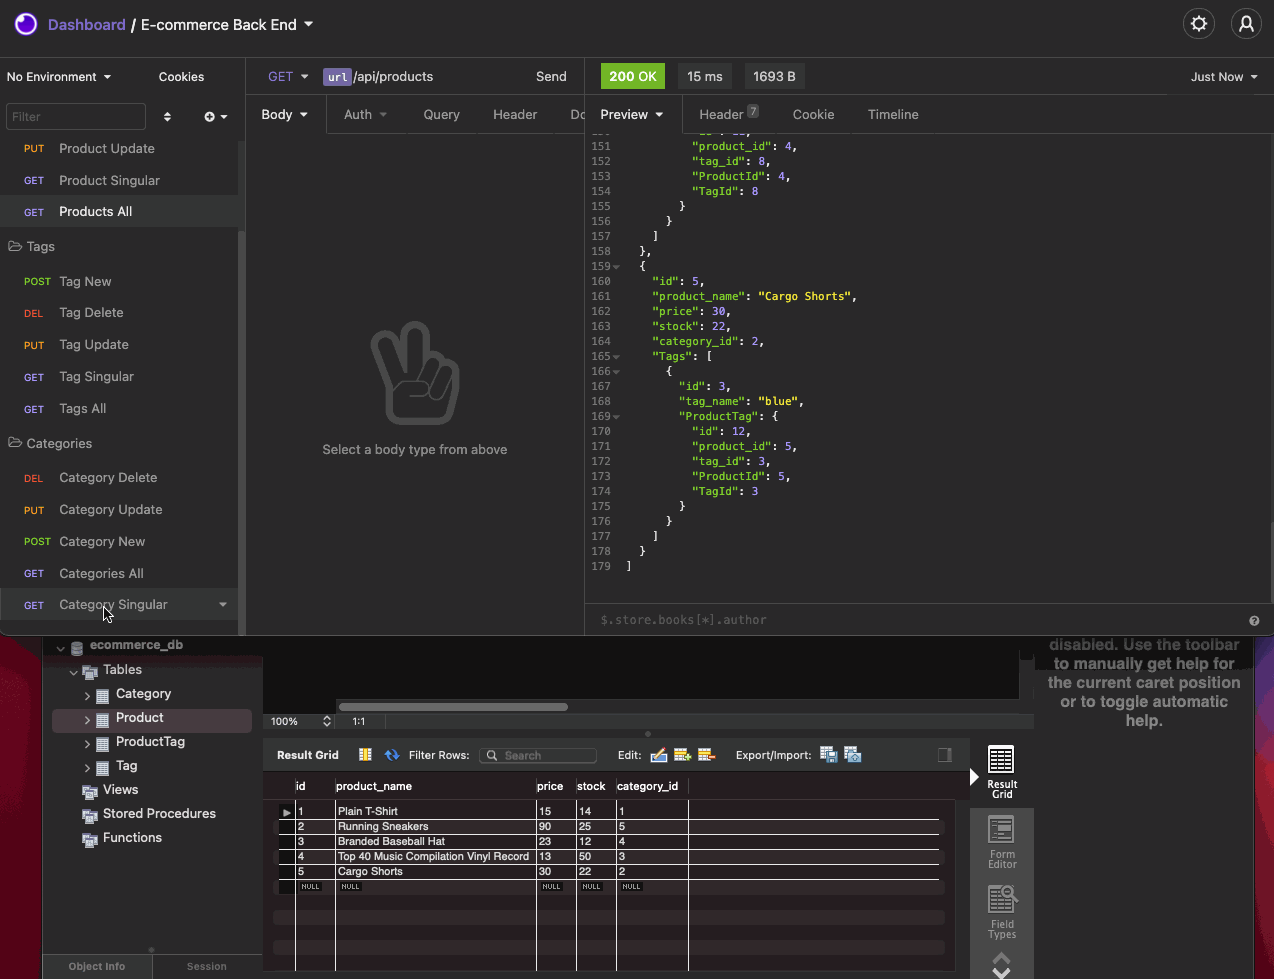 Dashboard / E-commerce Back End
No Environment
Cookies
GET url /api/products Send
200 OK 15 ms 1693 B
Just Now
Filter
Body Auth Query Header
Preview Header 7 Cookie Timeline
PUT Product Update
GET Product Singular
GET Products All
Tags
POST Tag New
DEL Tag Delete
PUT Tag Update
GET Tag Singular
GET Tags All
Categories
DEL Category Delete
PUT Category Update
POST Category New
GET Categories All
GET Category Singular
Select a body type from above
151 "product_id": 4,
152 "tag_id": 8,
153 "ProductId": 4,
154 "TagId": 8
155 }
156 }
157 ]
158 },
159 {
160 "id": 5,
161 "product_name": "Cargo Shorts",
162 "price": 30,
163 "stock": 22,
164 "category_id": 2,
165 "Tags": [
166 {
167 "id": 3,
168 "tag_name": "blue",
169 "ProductTag": {
170 "id": 12,
171 "product_id": 5,
172 "tag_id": 3,
173 "ProductId": 5,
174 "TagId": 3
175 }
176 }
177 ]
178 }
179 ]
$.store.books[*].author
ecommerce_db
Tables
Category
Product
ProductTag
Tag
Views
Stored Procedures
Functions
Object Info Session
100% 1:1
Result Grid Filter Rows: Search Edit: Export/Import:
id product_name price stock category_id
1 Plain T-Shirt 15 14 1
2 Running Sneakers 90 25 5
3 Branded Baseball Hat 23 12 4
4 Top 40 Music Compilation Vinyl Record 13 50 3
5 Cargo Shorts 30 22 2
NULL NULL NULL NULL NULL
Result
Grid
Form
Editor
Field
Types
disabled. Use the toolbar
to manually get help for
the current caret position
or to toggle automatic
help.